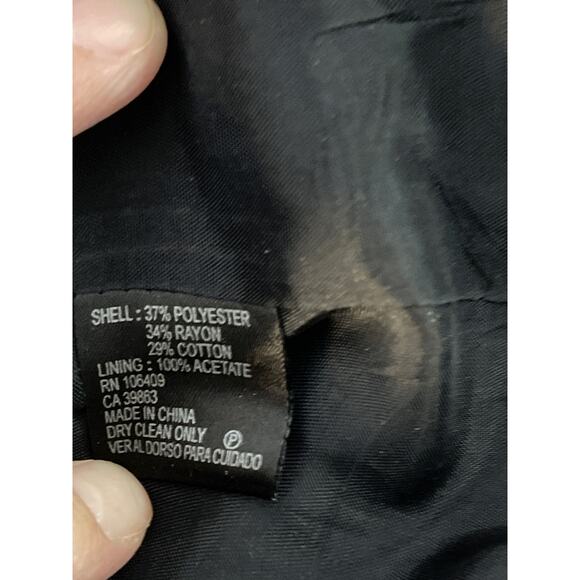 SHELL : 37% POLYESTER
34% RAYON
29% COTTON
LINING : 100% ACETATE
RN 106409
CA 39863
MADE IN CHINA
DRY CLEAN ONLY Ⓟ
VER AL DORSO PARA CUIDADO